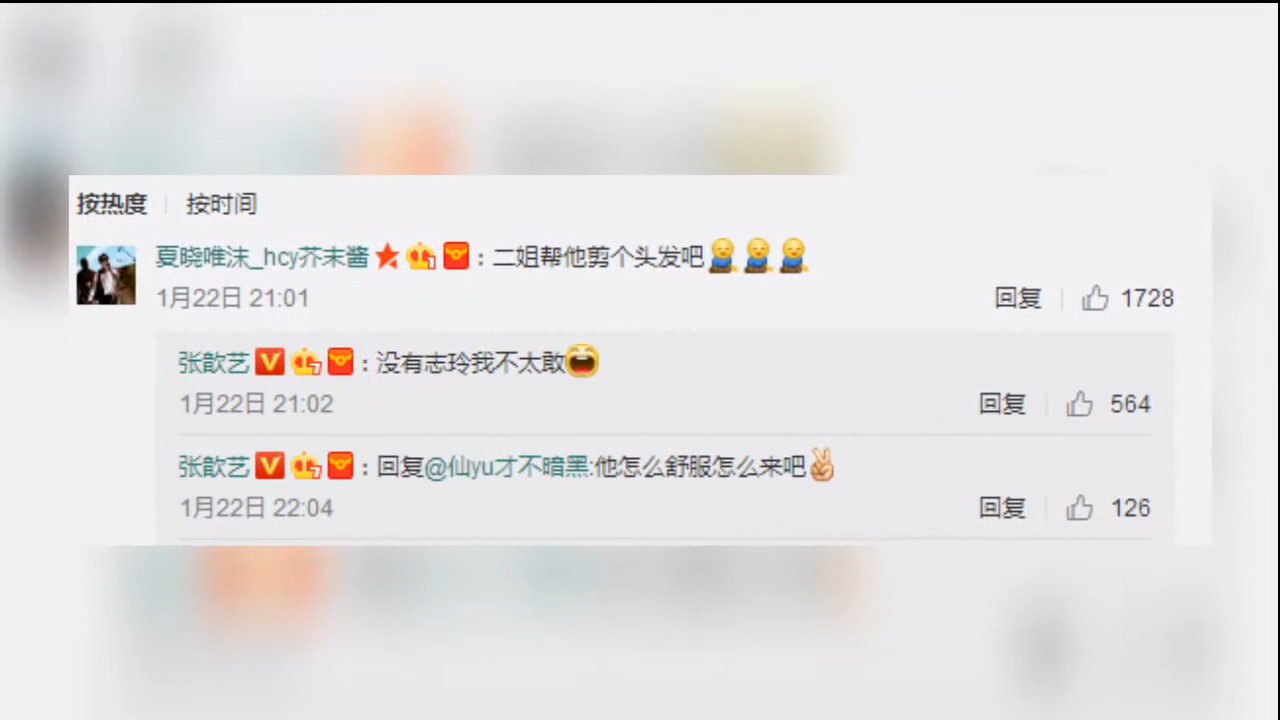 按热度 | 按时间
夏晓唯沫_hcy芥末酱：二姐帮他剪个头发吧
1月22日 21:01 回复 1728
张歆艺：没有志玲我不太敢
1月22日 21:02 回复 564
张歆艺：回复@仙yu才不暗黑:他怎么舒服怎么来吧
1月22日 22:04 回复 126